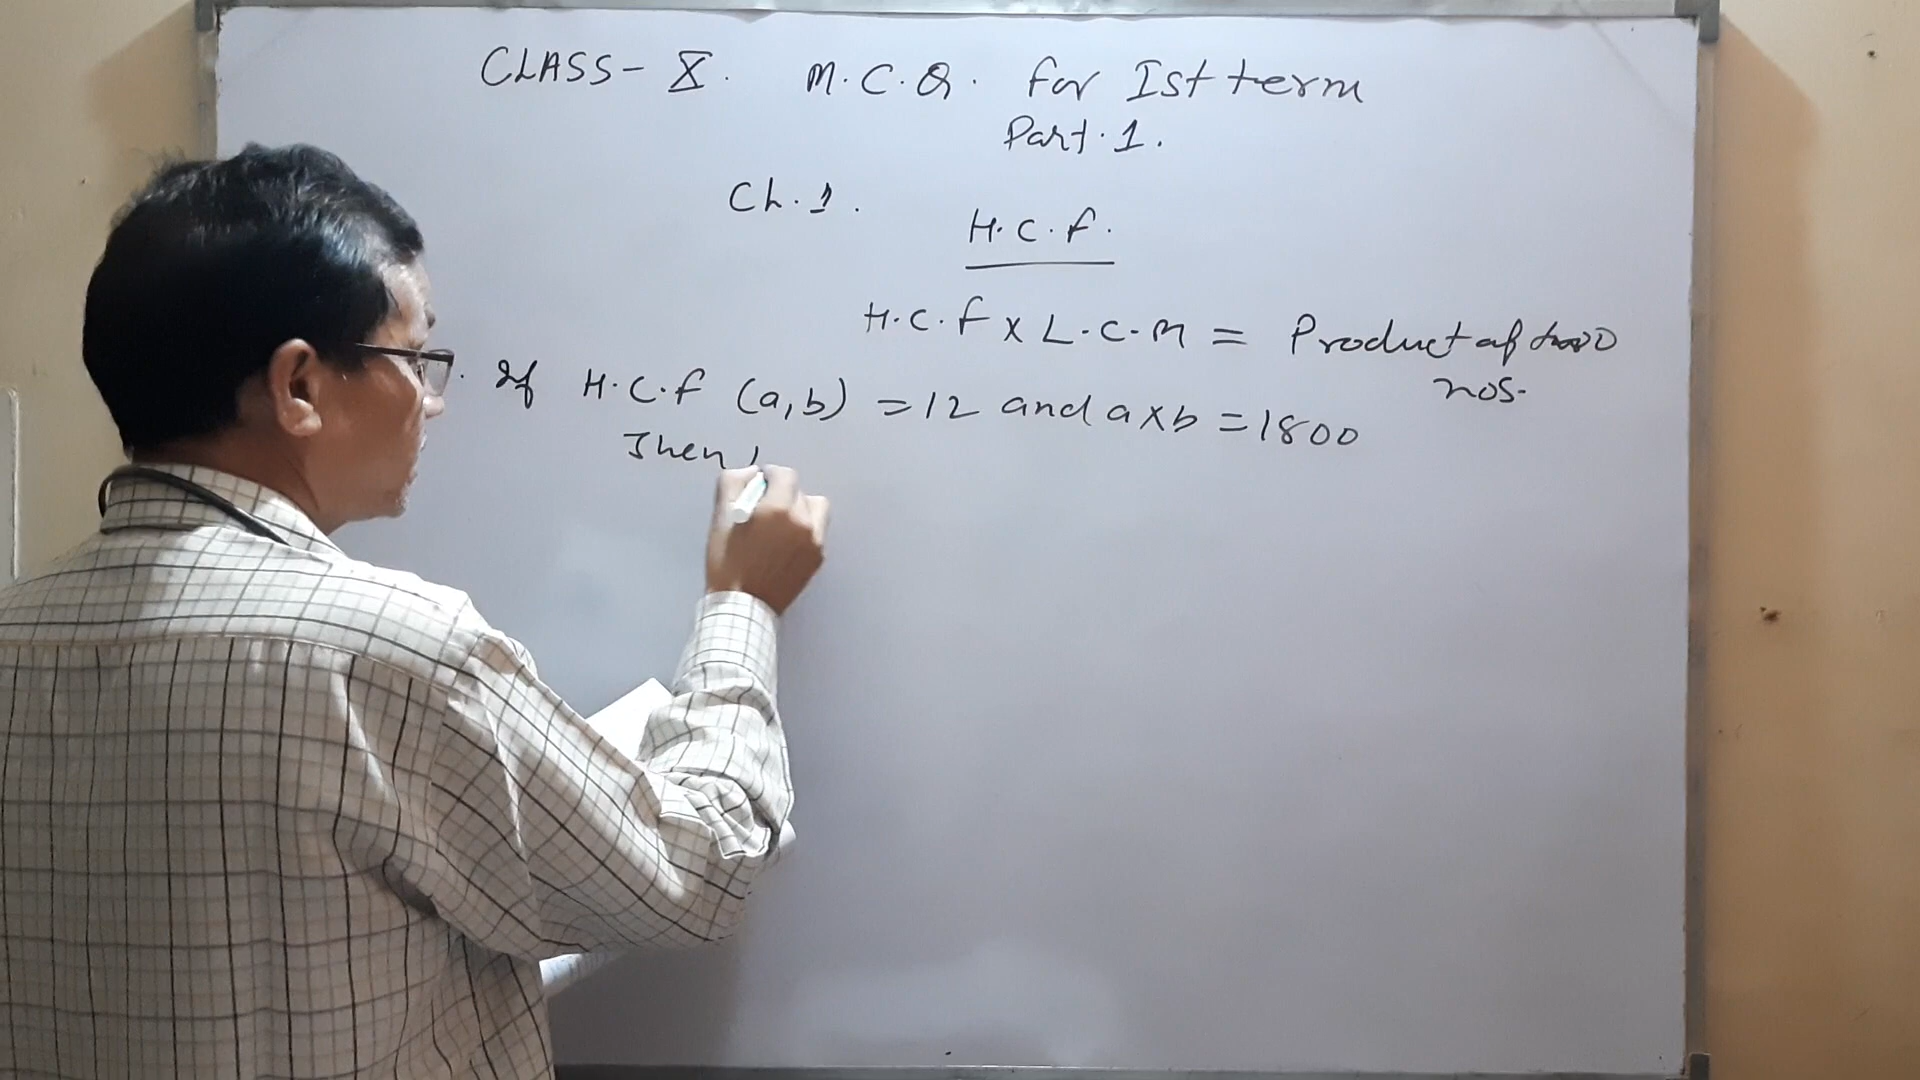 CLASS - X. M.C.Q. for Ist term
Part.1.
Ch.1.
H.C.f.
H.C.f x L.C.M = Product of two
nos.
. If H.C.f (a,b) = 12 and a x b = 1800
Then